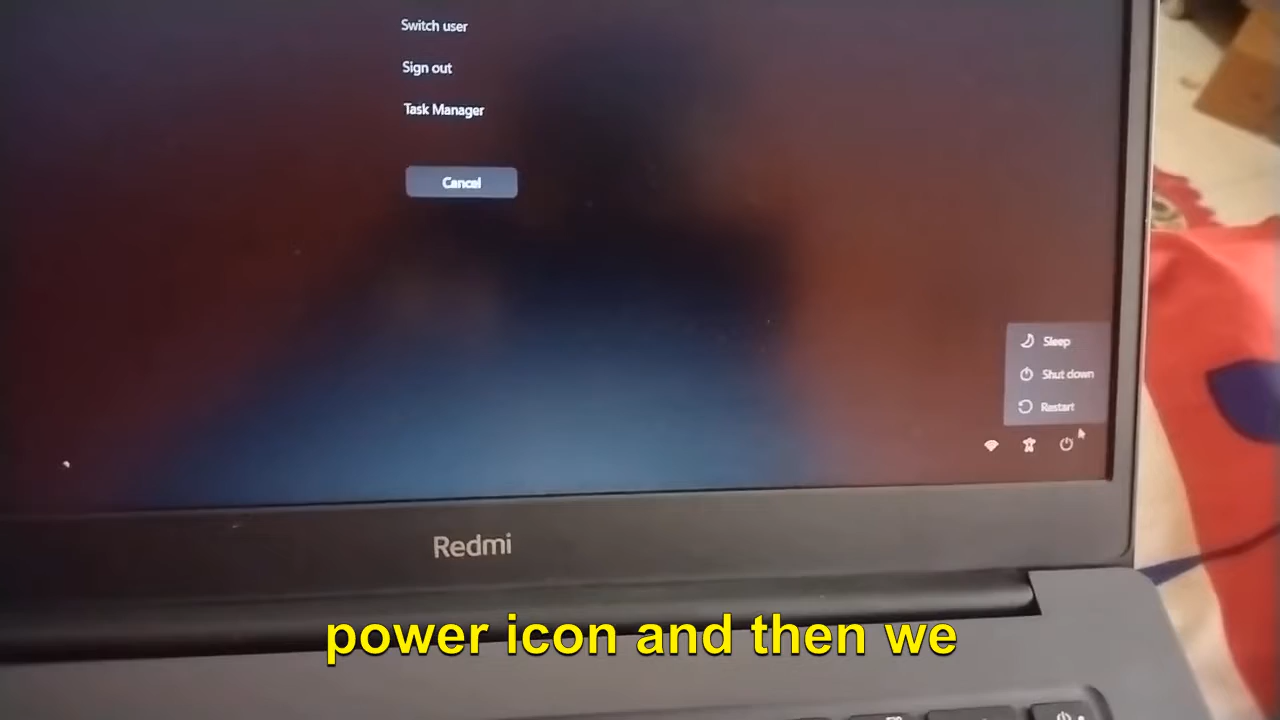 Switch user
Sign out
Task Manager
Cancel
Sleep
Shut down
Restart
Redmi
power icon and then we